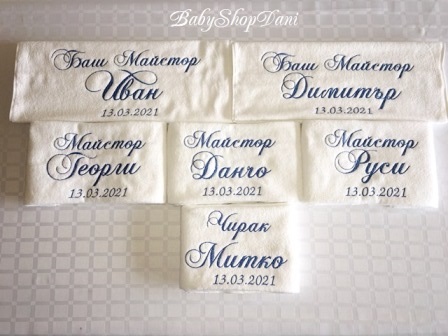 BabyShopDani
Баш Майстор
Иван
13.03.2021
Баш Майстор
Димитър
13.03.2021
Майстор
Георги
13.03.2021
Майстор
Данчо
13.03.2021
Майстор
Руси
13.03.2021
Чирак
Митко
13.03.2021